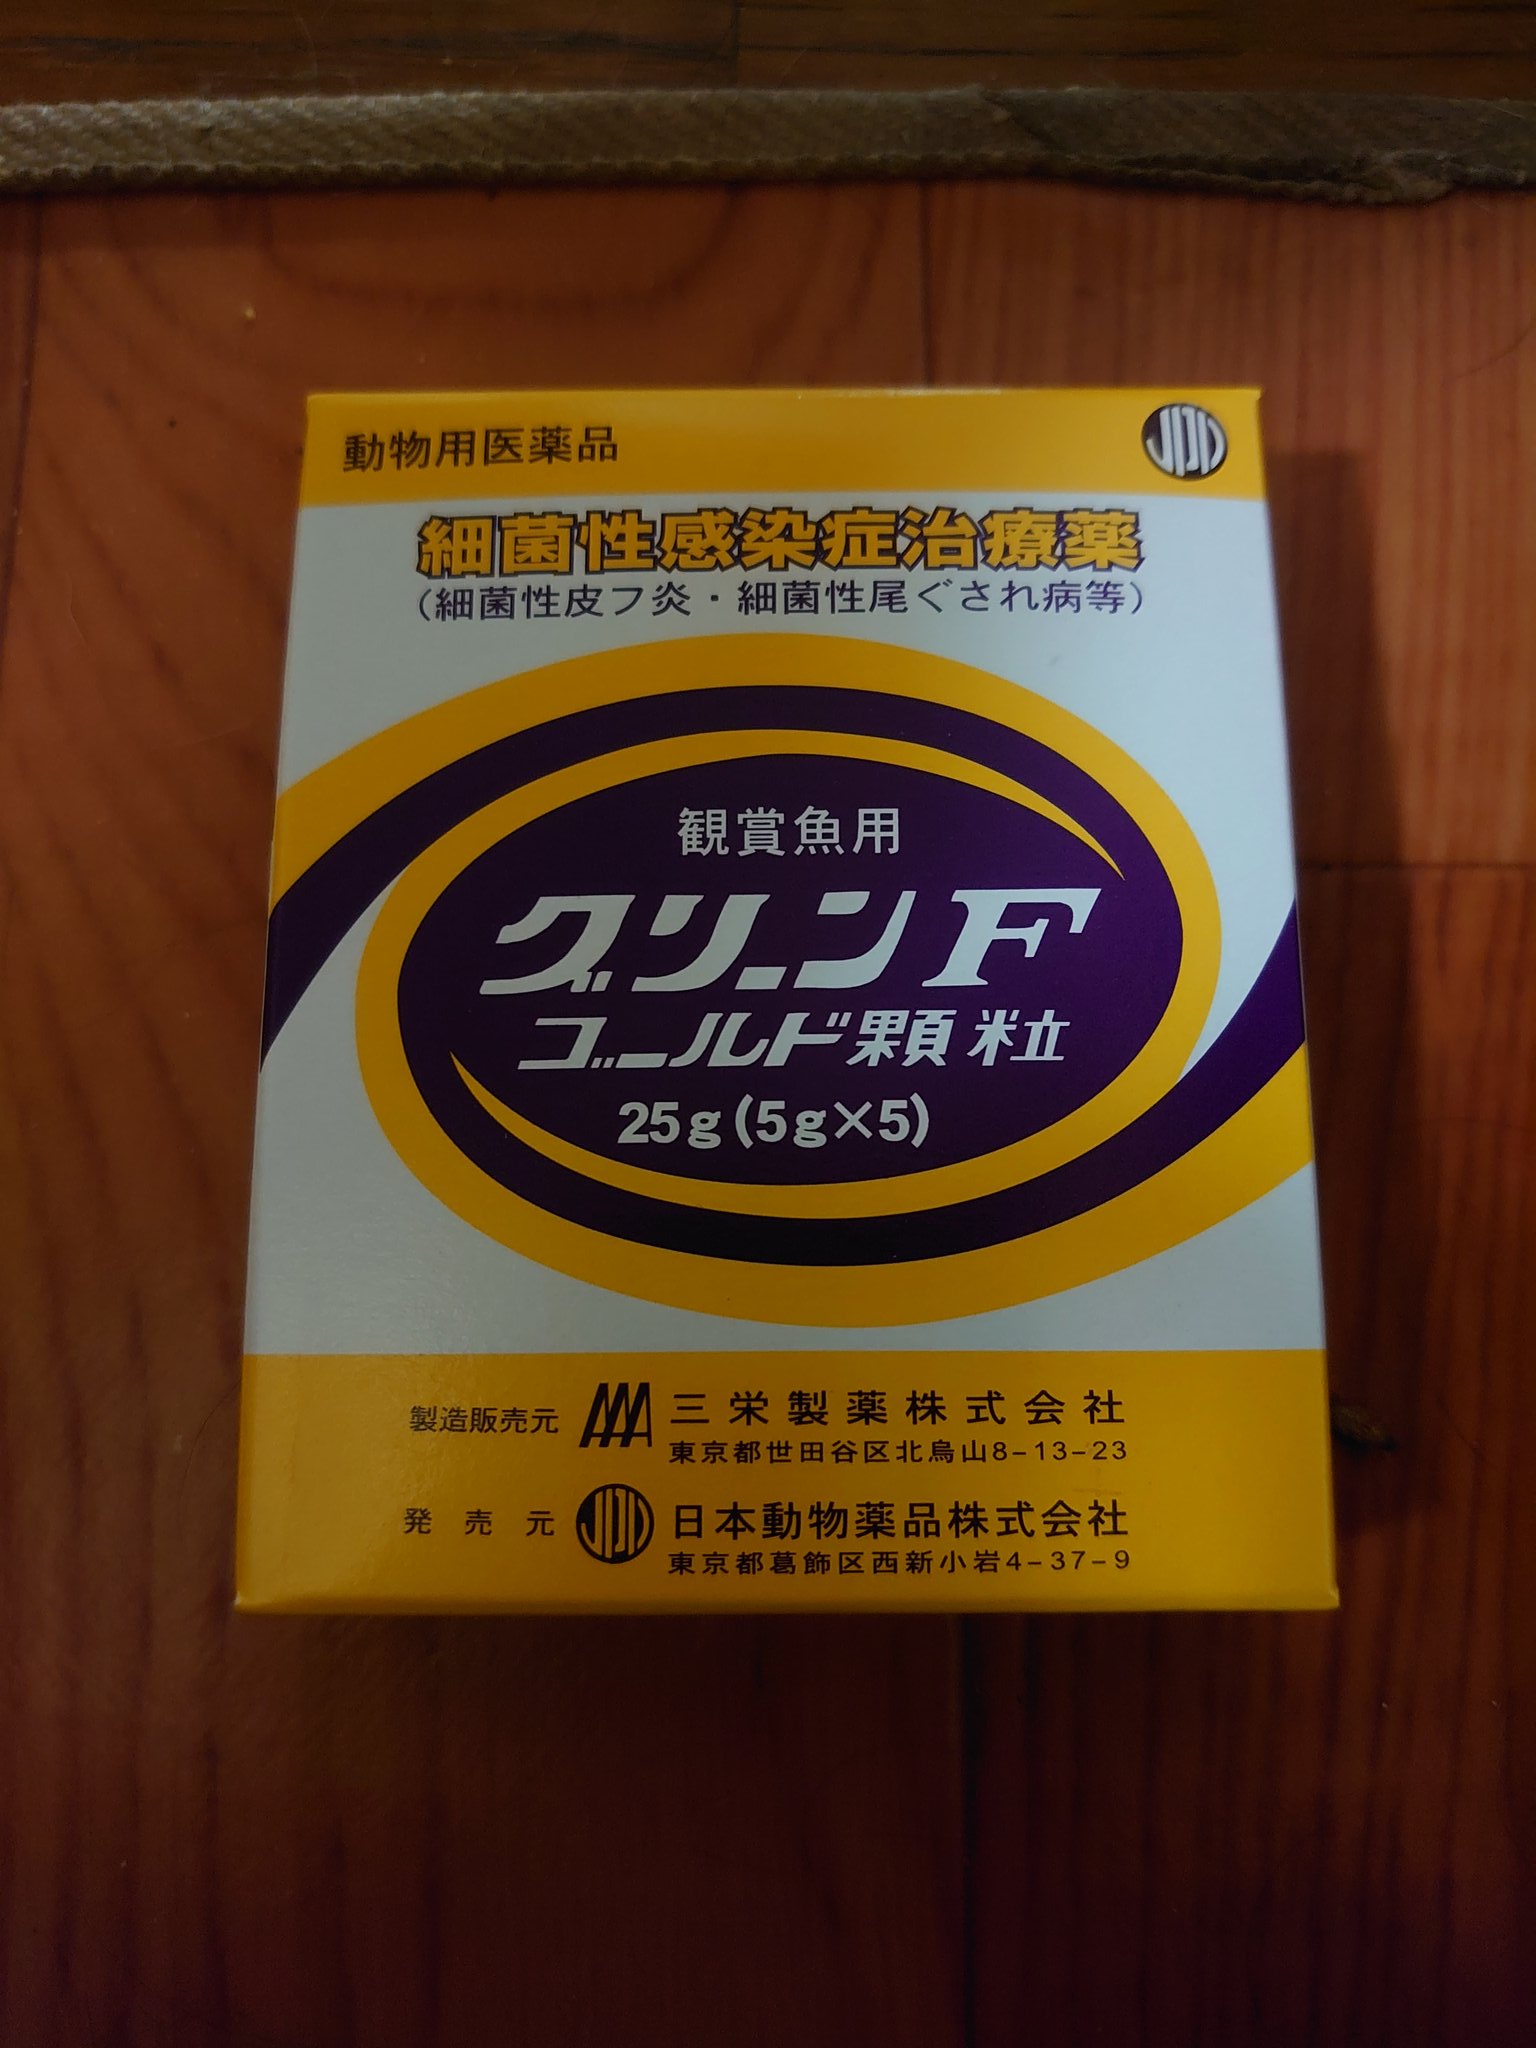 動物用医薬品
JPD
細菌性感染症治療薬
(細菌性皮フ炎・細菌性尾ぐされ病等)
観賞魚用
グリーンF
ゴールド顆粒
25g(5g×5)
製造販売元 三栄製薬株式会社
東京都世田谷区北烏山8-13-23
発売元 JPD 日本動物薬品株式会社
東京都葛飾区西新小岩4-37-9